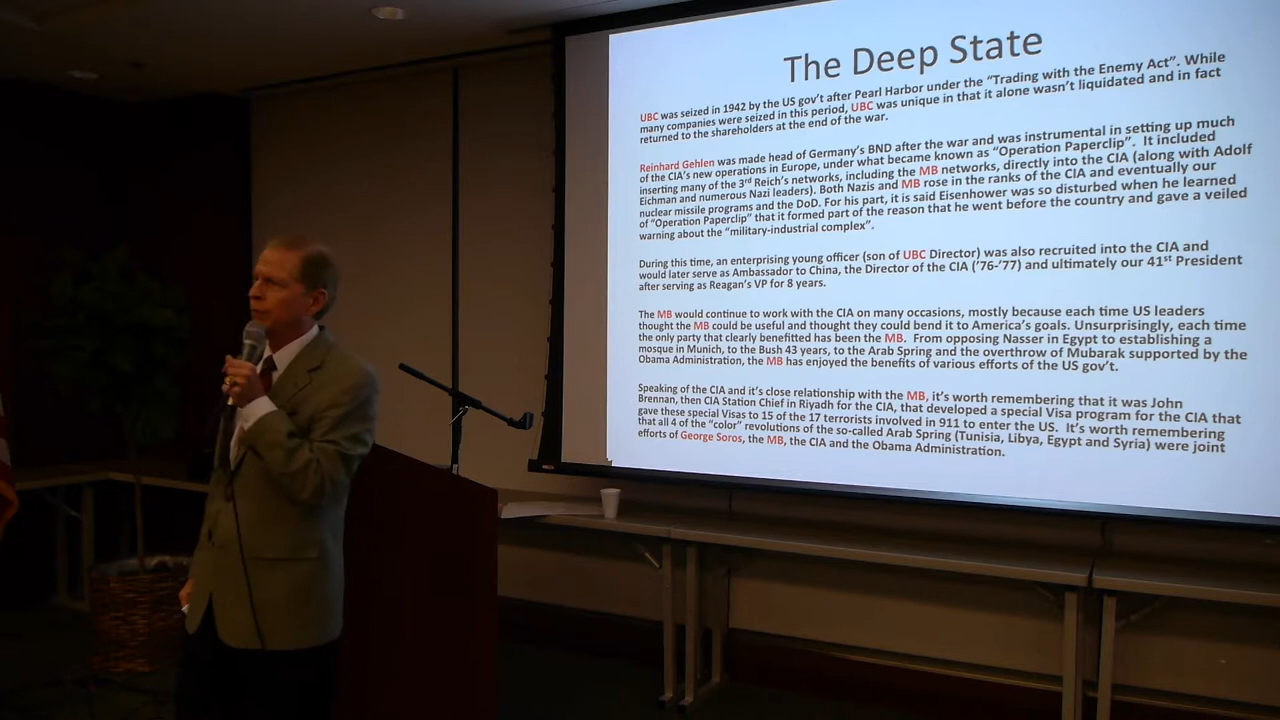 The Deep State
UBC was seized in 1942 by the US gov't after Pearl Harbor under the "Trading with the Enemy Act". While
many companies were seized in this period, UBC was unique in that it alone wasn't liquidated and in fact
returned to the shareholders at the end of the war.
Reinhard Gehlen was made head of Germany's BND after the war and was instrumental in setting up much
of the CIA's new operations in Europe, under what became known as "Operation Paperclip". It included
inserting many of the 3rd Reich's networks, including the MB networks, directly into the CIA (along with Adolf
Eichman and numerous Nazi leaders). Both Nazis and MB rose in the ranks of the CIA and eventually our
nuclear missile programs and the DoD. For his part, it is said Eisenhower was so disturbed when he learned
of "Operation Paperclip" that it formed part of the reason that he went before the country and gave a veiled
warning about the "military-industrial complex".
During this time, an enterprising young officer (son of UBC Director) was also recruited into the CIA and
would later serve as Ambassador to China, the Director of the CIA ('76-'77) and ultimately our 41st President
after serving as Reagan's VP for 8 years.
The MB would continue to work with the CIA on many occasions, mostly because each time US leaders
thought the MB could be useful and thought they could bend it to America's goals. Unsurprisingly, each time
the only party that clearly benefitted has been the MB. From opposing Nasser in Egypt to establishing a
mosque in Munich, to the Bush 43 years, to the Arab Spring and the overthrow of Mubarak supported by the
Obama Administration, the MB has enjoyed the benefits of various efforts of the US gov't.
Speaking of the CIA and it's close relationship with the MB, it's worth remembering that it was John
Brennan, then CIA Station Chief in Riyadh for the CIA, that developed a special Visa program for the CIA that
gave these special Visas to 15 of the 17 terrorists involved in 911 to enter the US. It's worth remembering
that all 4 of the "color" revolutions of the so-called Arab Spring (Tunisia, Libya, Egypt and Syria) were joint
efforts of George Soros, the MB, the CIA and the Obama Administration.